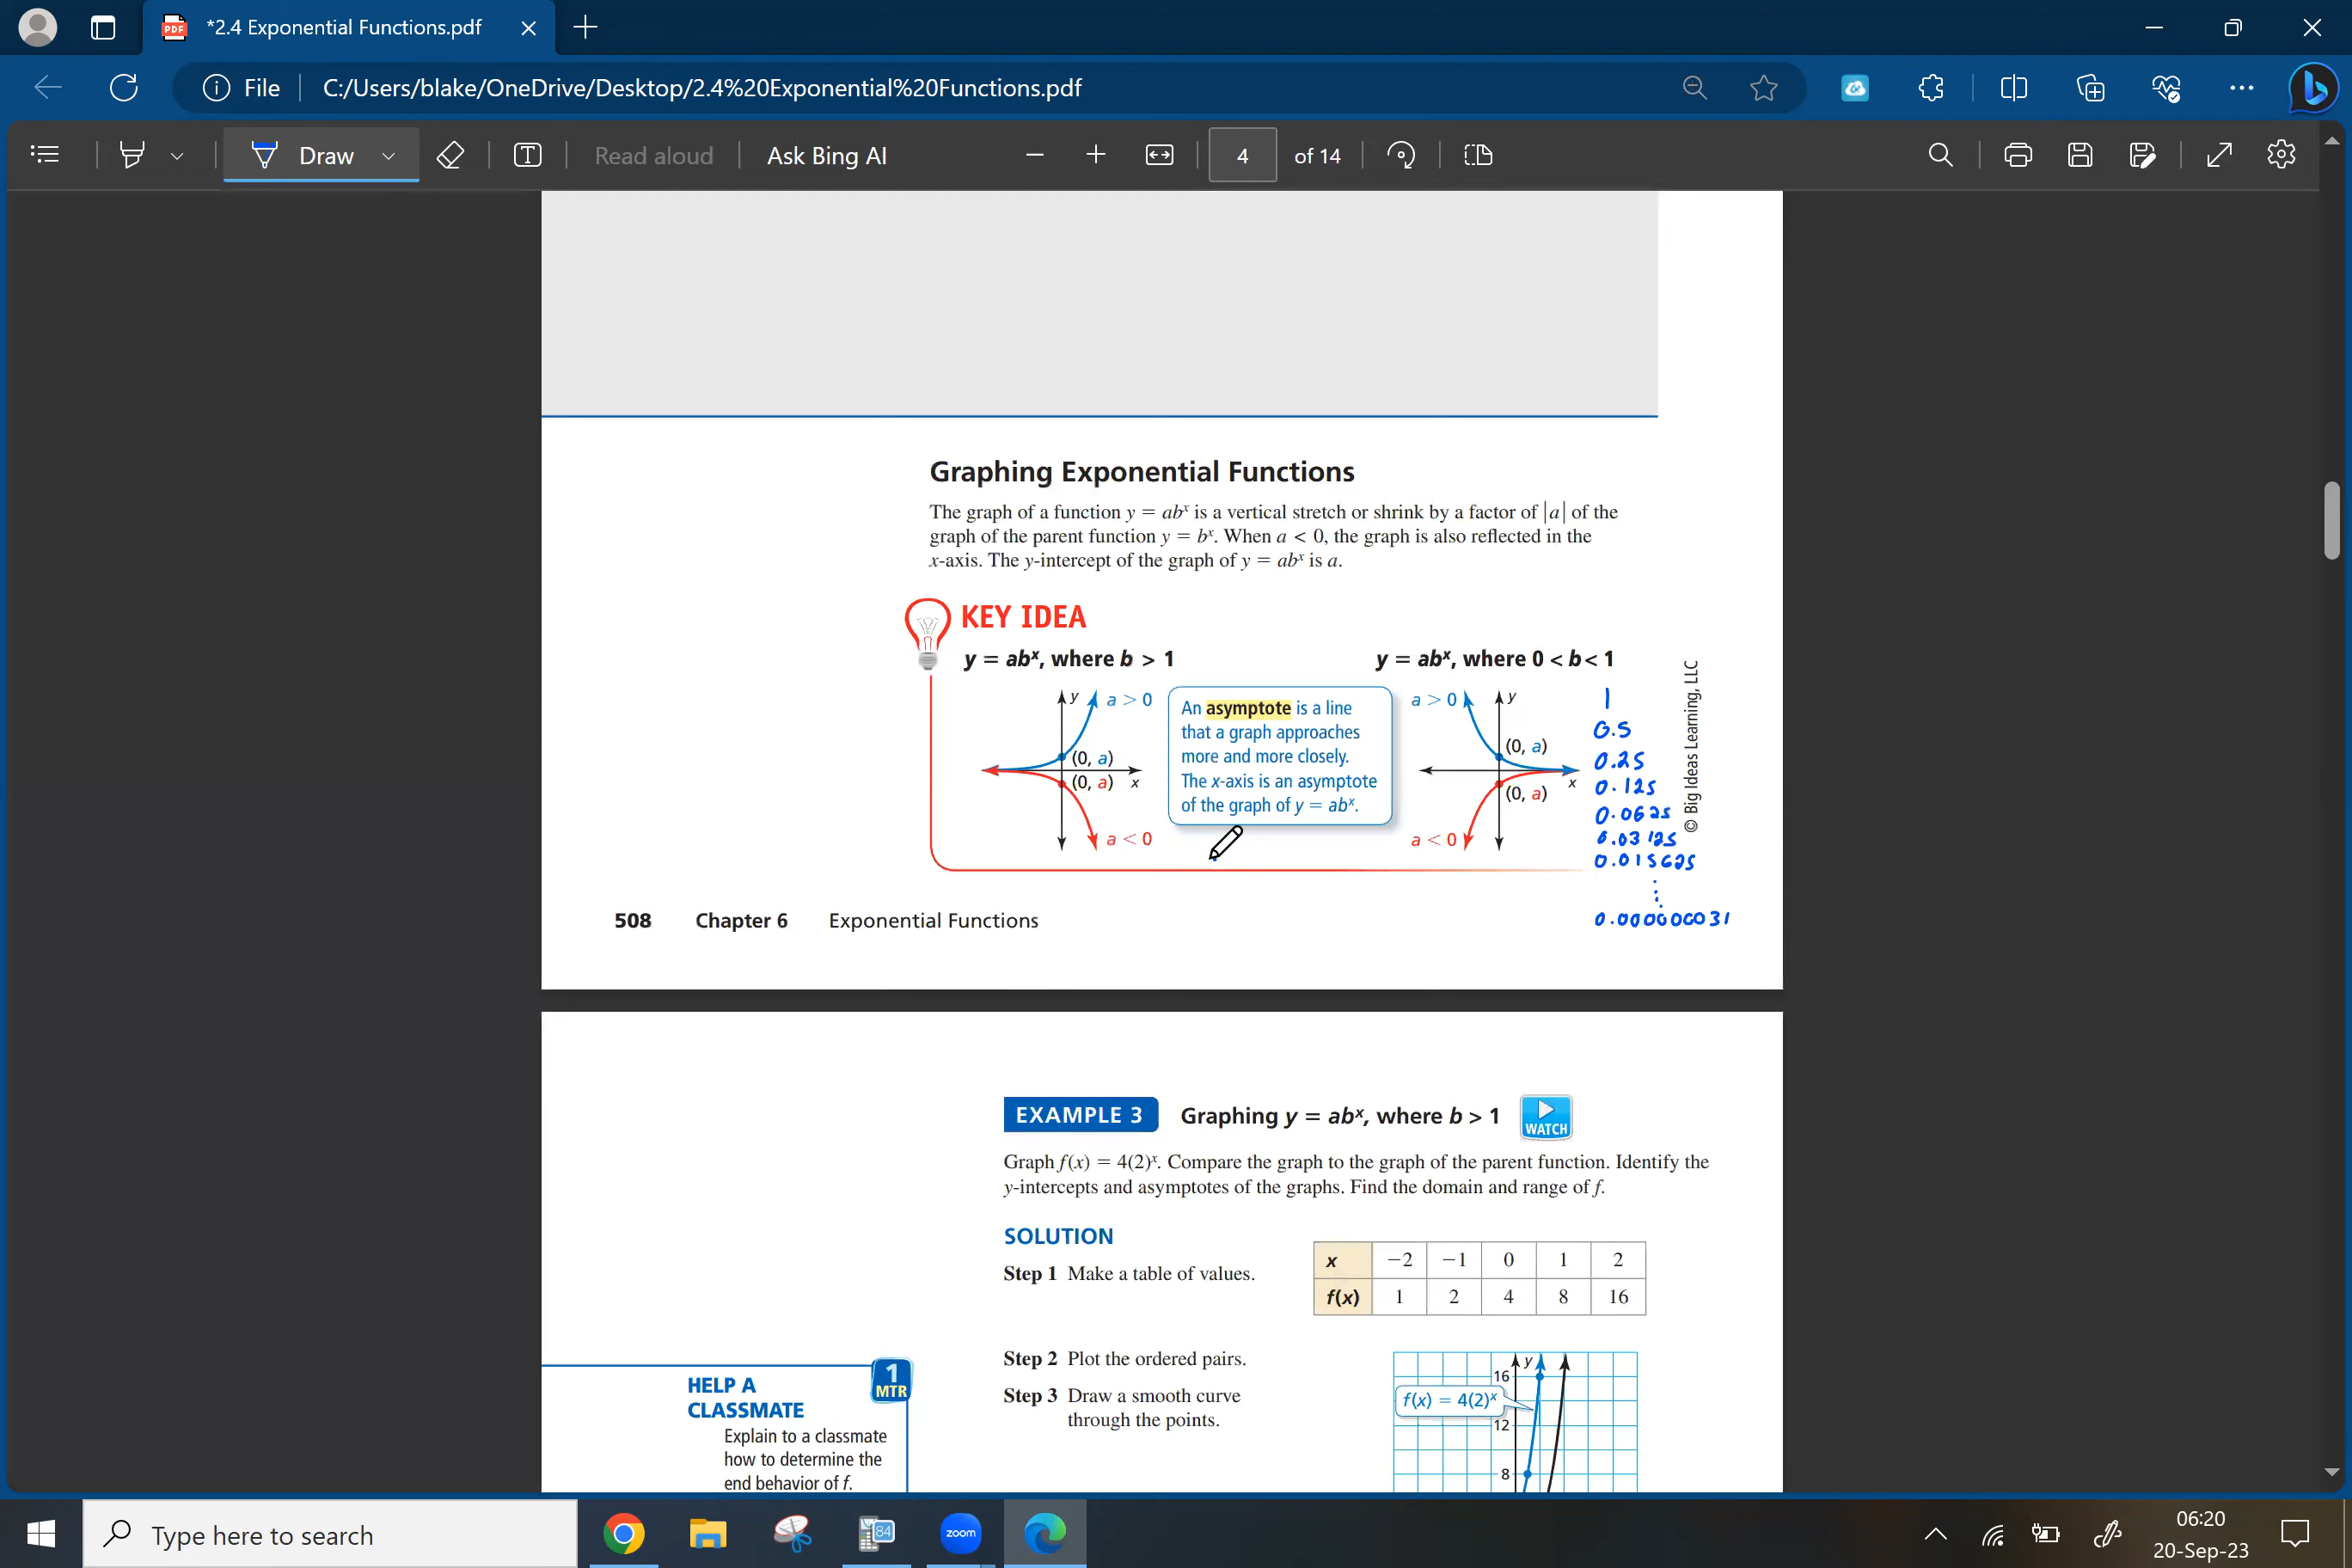 *2.4 Exponential Functions.pdf
File
C:/Users/blake/OneDrive/Desktop/2.4%20Exponential%20Functions.pdf
Draw
Read aloud
Ask Bing AI
4
of 14
Graphing Exponential Functions
The graph of a function y = abˣ is a vertical stretch or shrink by a factor of |a| of the
graph of the parent function y = bˣ. When a < 0, the graph is also reflected in the
x-axis. The y-intercept of the graph of y = abˣ is a.
KEY IDEA
y = abˣ, where b > 1
y a > 0
(0, a)
(0, a) x
a < 0
An asymptote is a line
that a graph approaches
more and more closely.
The x-axis is an asymptote
of the graph of y = abˣ.
y = abˣ, where 0 < b < 1
a > 0 y
(0, a)
(0, a) x
a < 0
1
0.5
0.25
0.125
0.0625
0.03125
0.015625
0.000000031
© Big Ideas Learning, LLC
508 Chapter 6 Exponential Functions
EXAMPLE 3 Graphing y = abˣ, where b > 1
WATCH
Graph f(x) = 4(2)ˣ. Compare the graph to the graph of the parent function. Identify the
y-intercepts and asymptotes of the graphs. Find the domain and range of f.
SOLUTION
Step 1 Make a table of values.
x −2 −1 0 1 2
f(x) 1 2 4 8 16
Step 2 Plot the ordered pairs.
Step 3 Draw a smooth curve
through the points.
y
16
f(x) = 4(2)ˣ
12
8
1
MTR
HELP A
CLASSMATE
Explain to a classmate
how to determine the
end behavior of f.
Type here to search
84
zoom
06:20
20-Sep-23